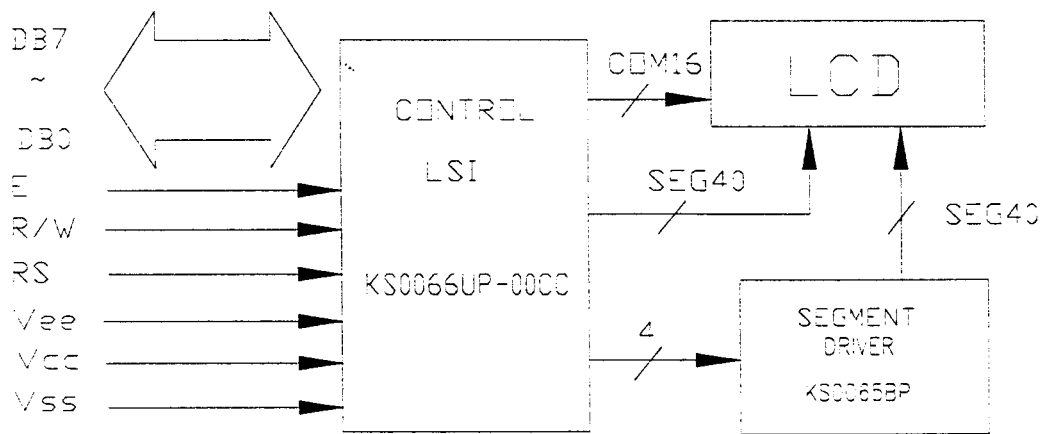 DB7
~
DB0
E
R/W
RS
Vee
Vcc
Vss
CONTROL
LSI
KS0066UP-00CC
COM16
LCD
SEG40
SEG40
4
SEGMENT
DRIVER
KS0065BP